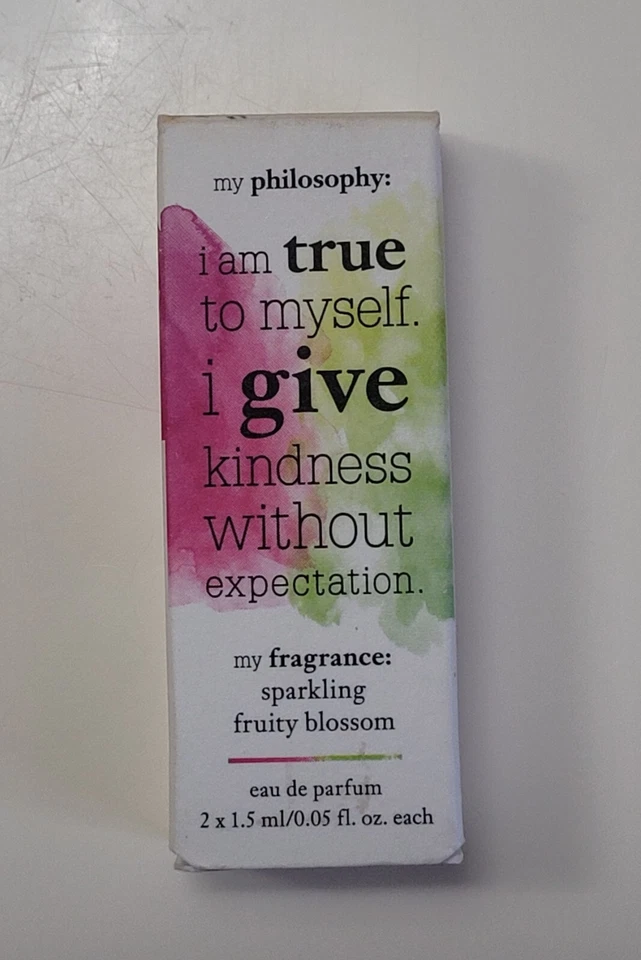 my philosophy:
i am true
to myself.
i give
kindness
without
expectation.
my fragrance:
sparkling
fruity blossom
eau de parfum
2 x 1.5 ml/0.05 fl. oz. each